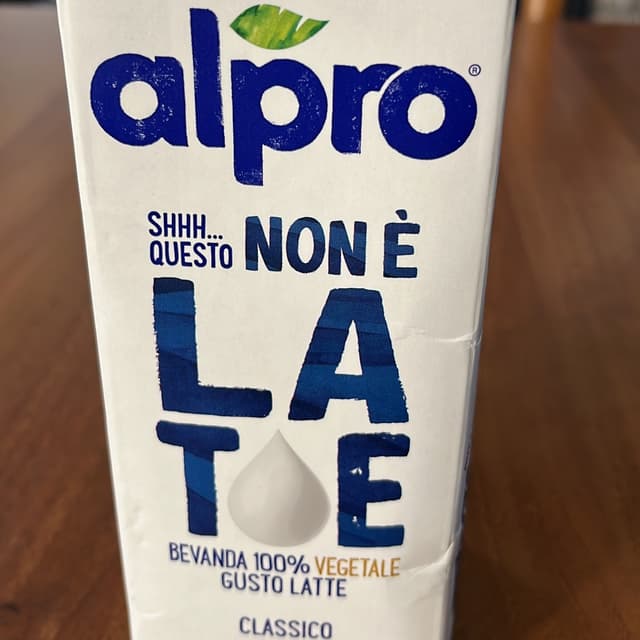 alpro®
SHHH... QUESTO NON È
LA
TE
BEVANDA 100% VEGETALE
GUSTO LATTE
CLASSICO